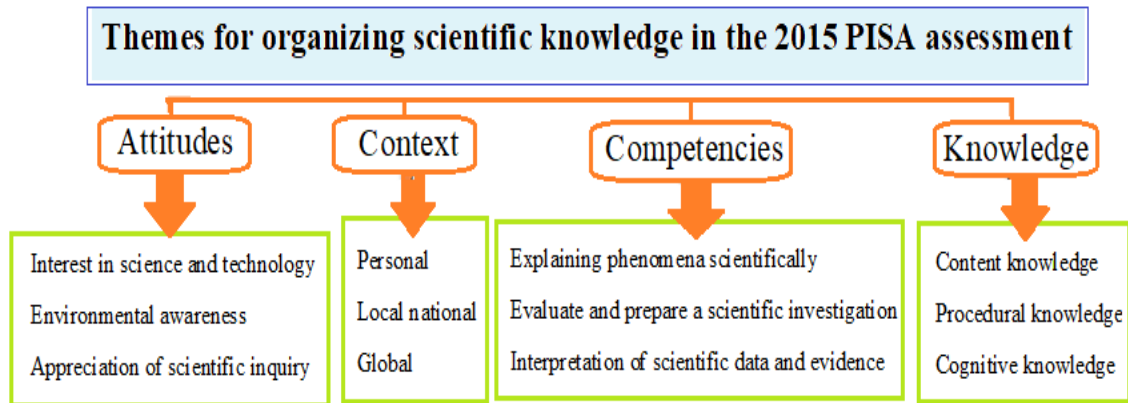 Themes for organizing scientific knowledge in the 2015 PISA assessment
Attitudes
Context
Competencies
Knowledge
Interest in science and technology
Environmental awareness
Appreciation of scientific inquiry
Personal
Local national
Global
Explaining phenomena scientifically
Evaluate and prepare a scientific investigation
Interpretation of scientific data and evidence
Content knowledge
Procedural knowledge
Cognitive knowledge